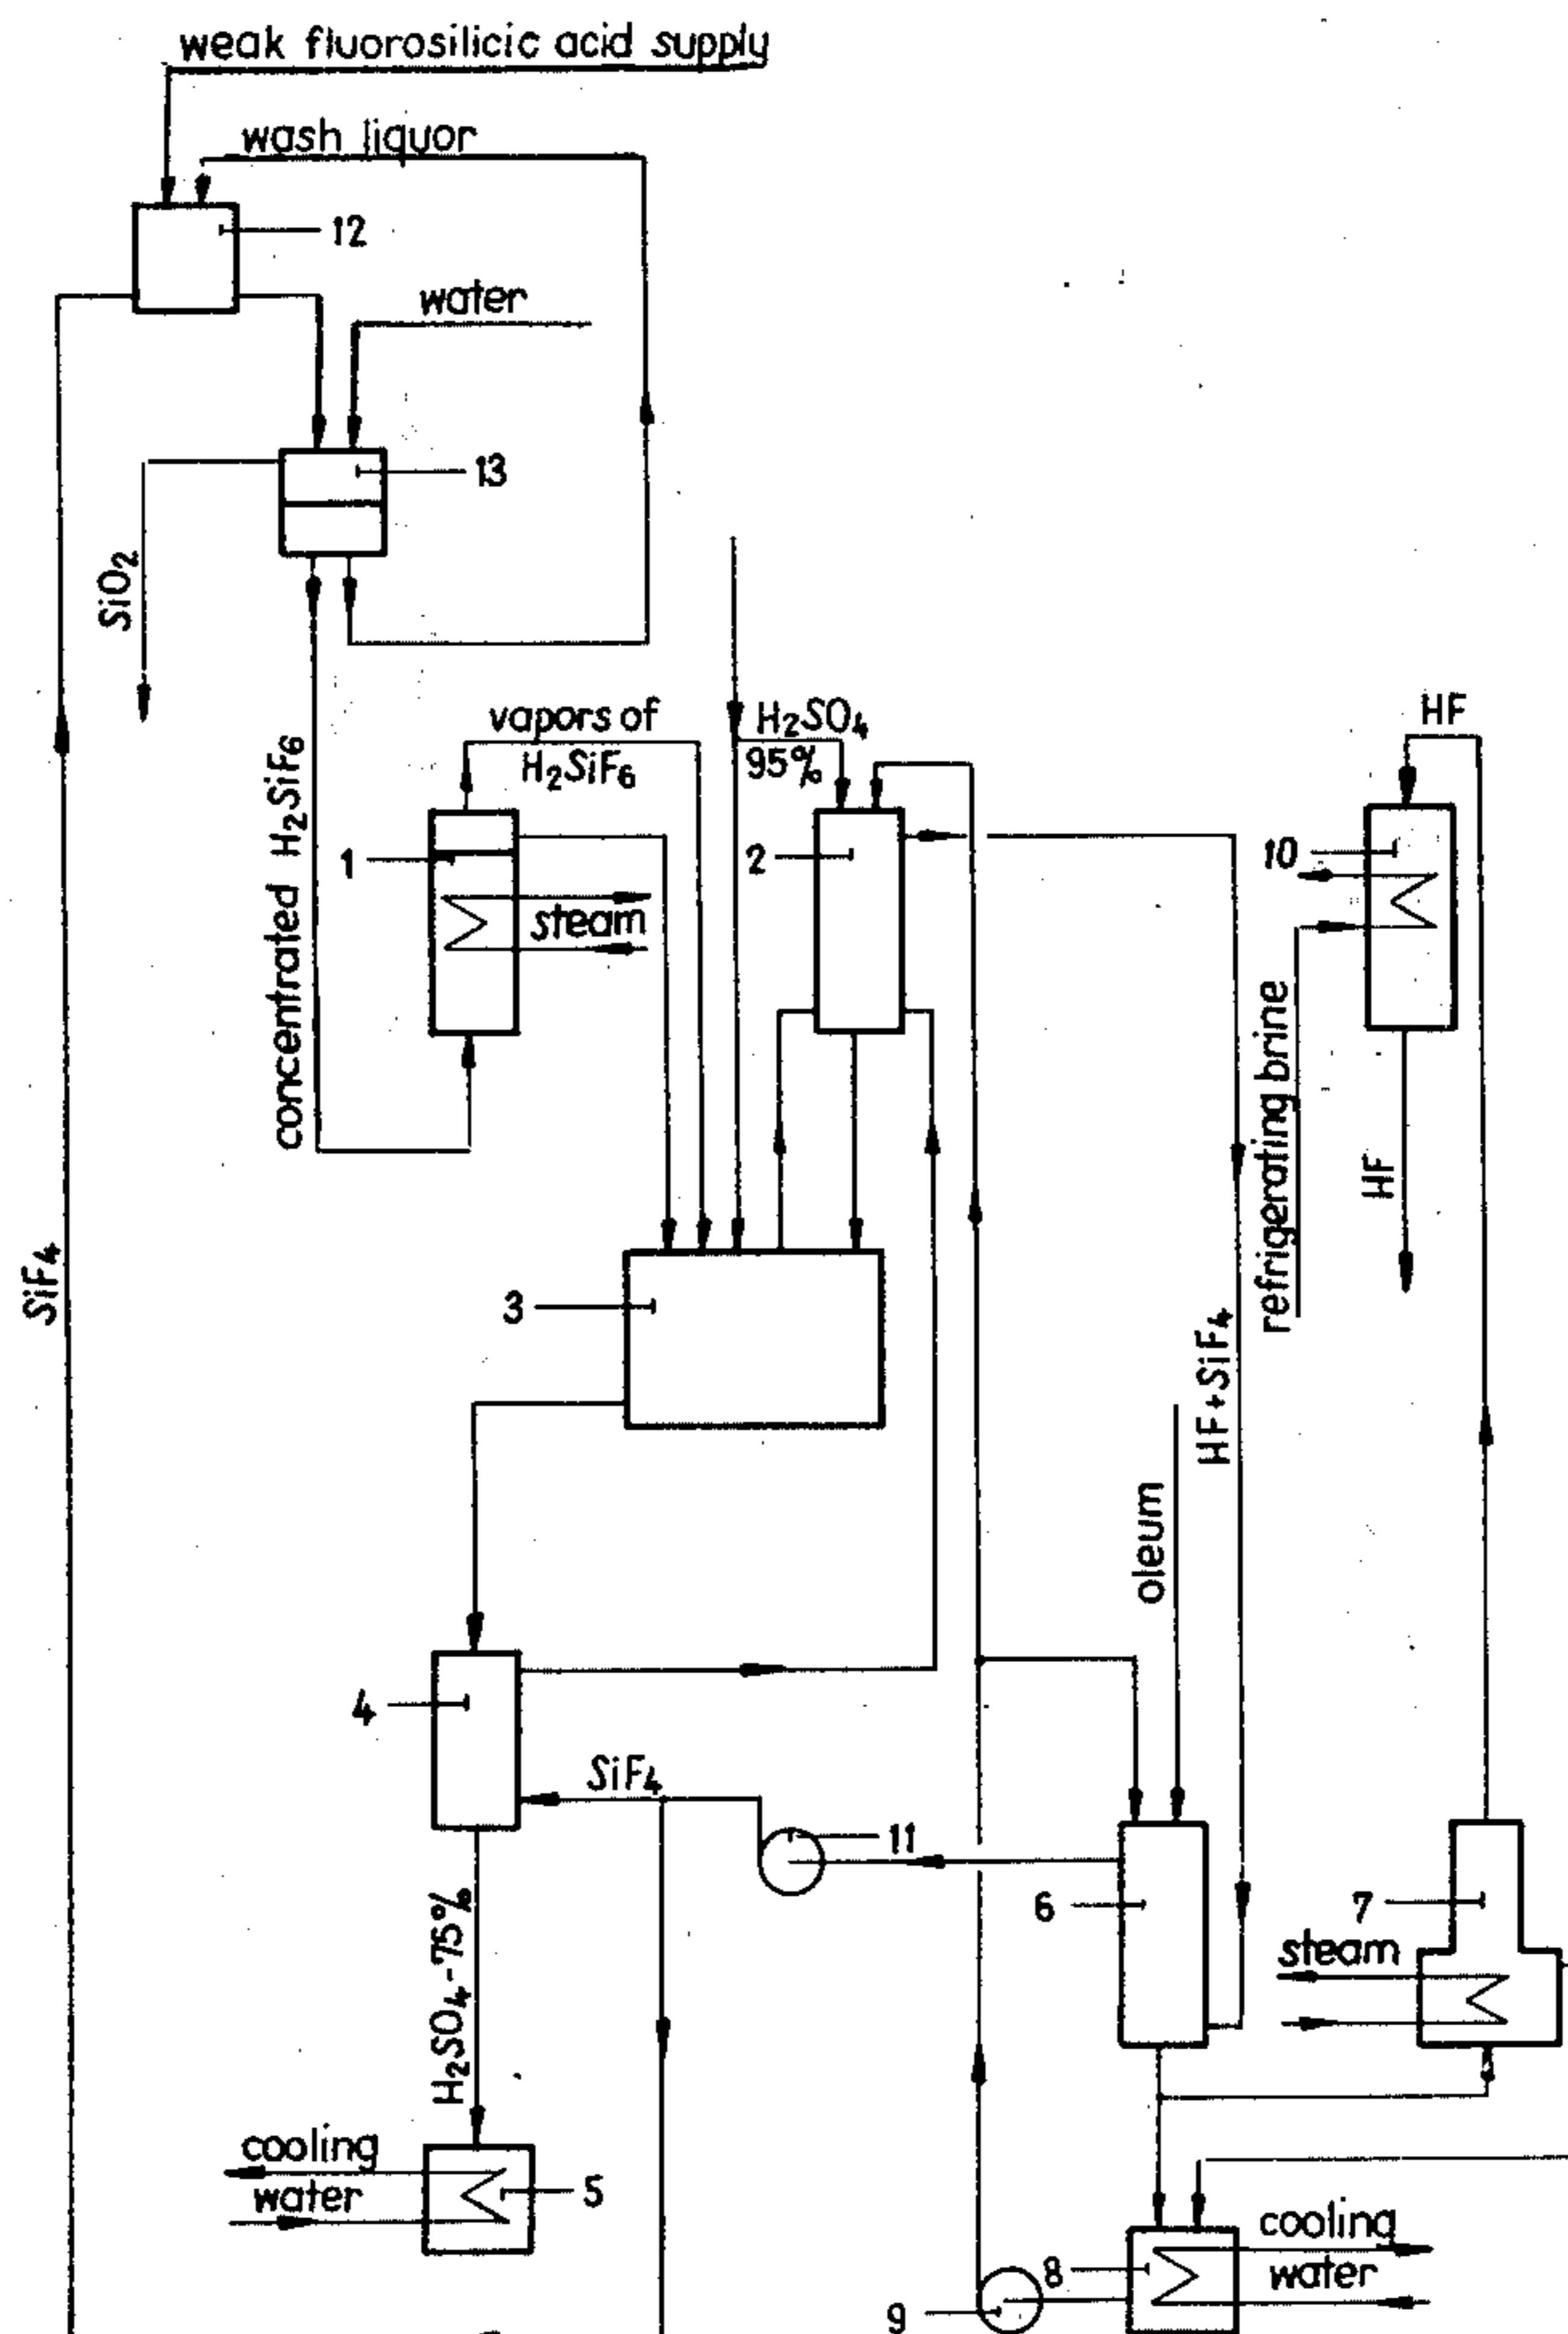 weak fluorosilicic acid supply
wash liquor
12
water
13
SiO2
vapors of
H2SiF6
H2SO4
95%
HF
concentrated H2SiF6
1
steam
2
10
refrigerating brine
HF
SiF4
3
HF+SiF4
oleum
4
SiF4
11
6
7
steam
H2SO4-75%
cooling
water
5
cooling
water
8
9